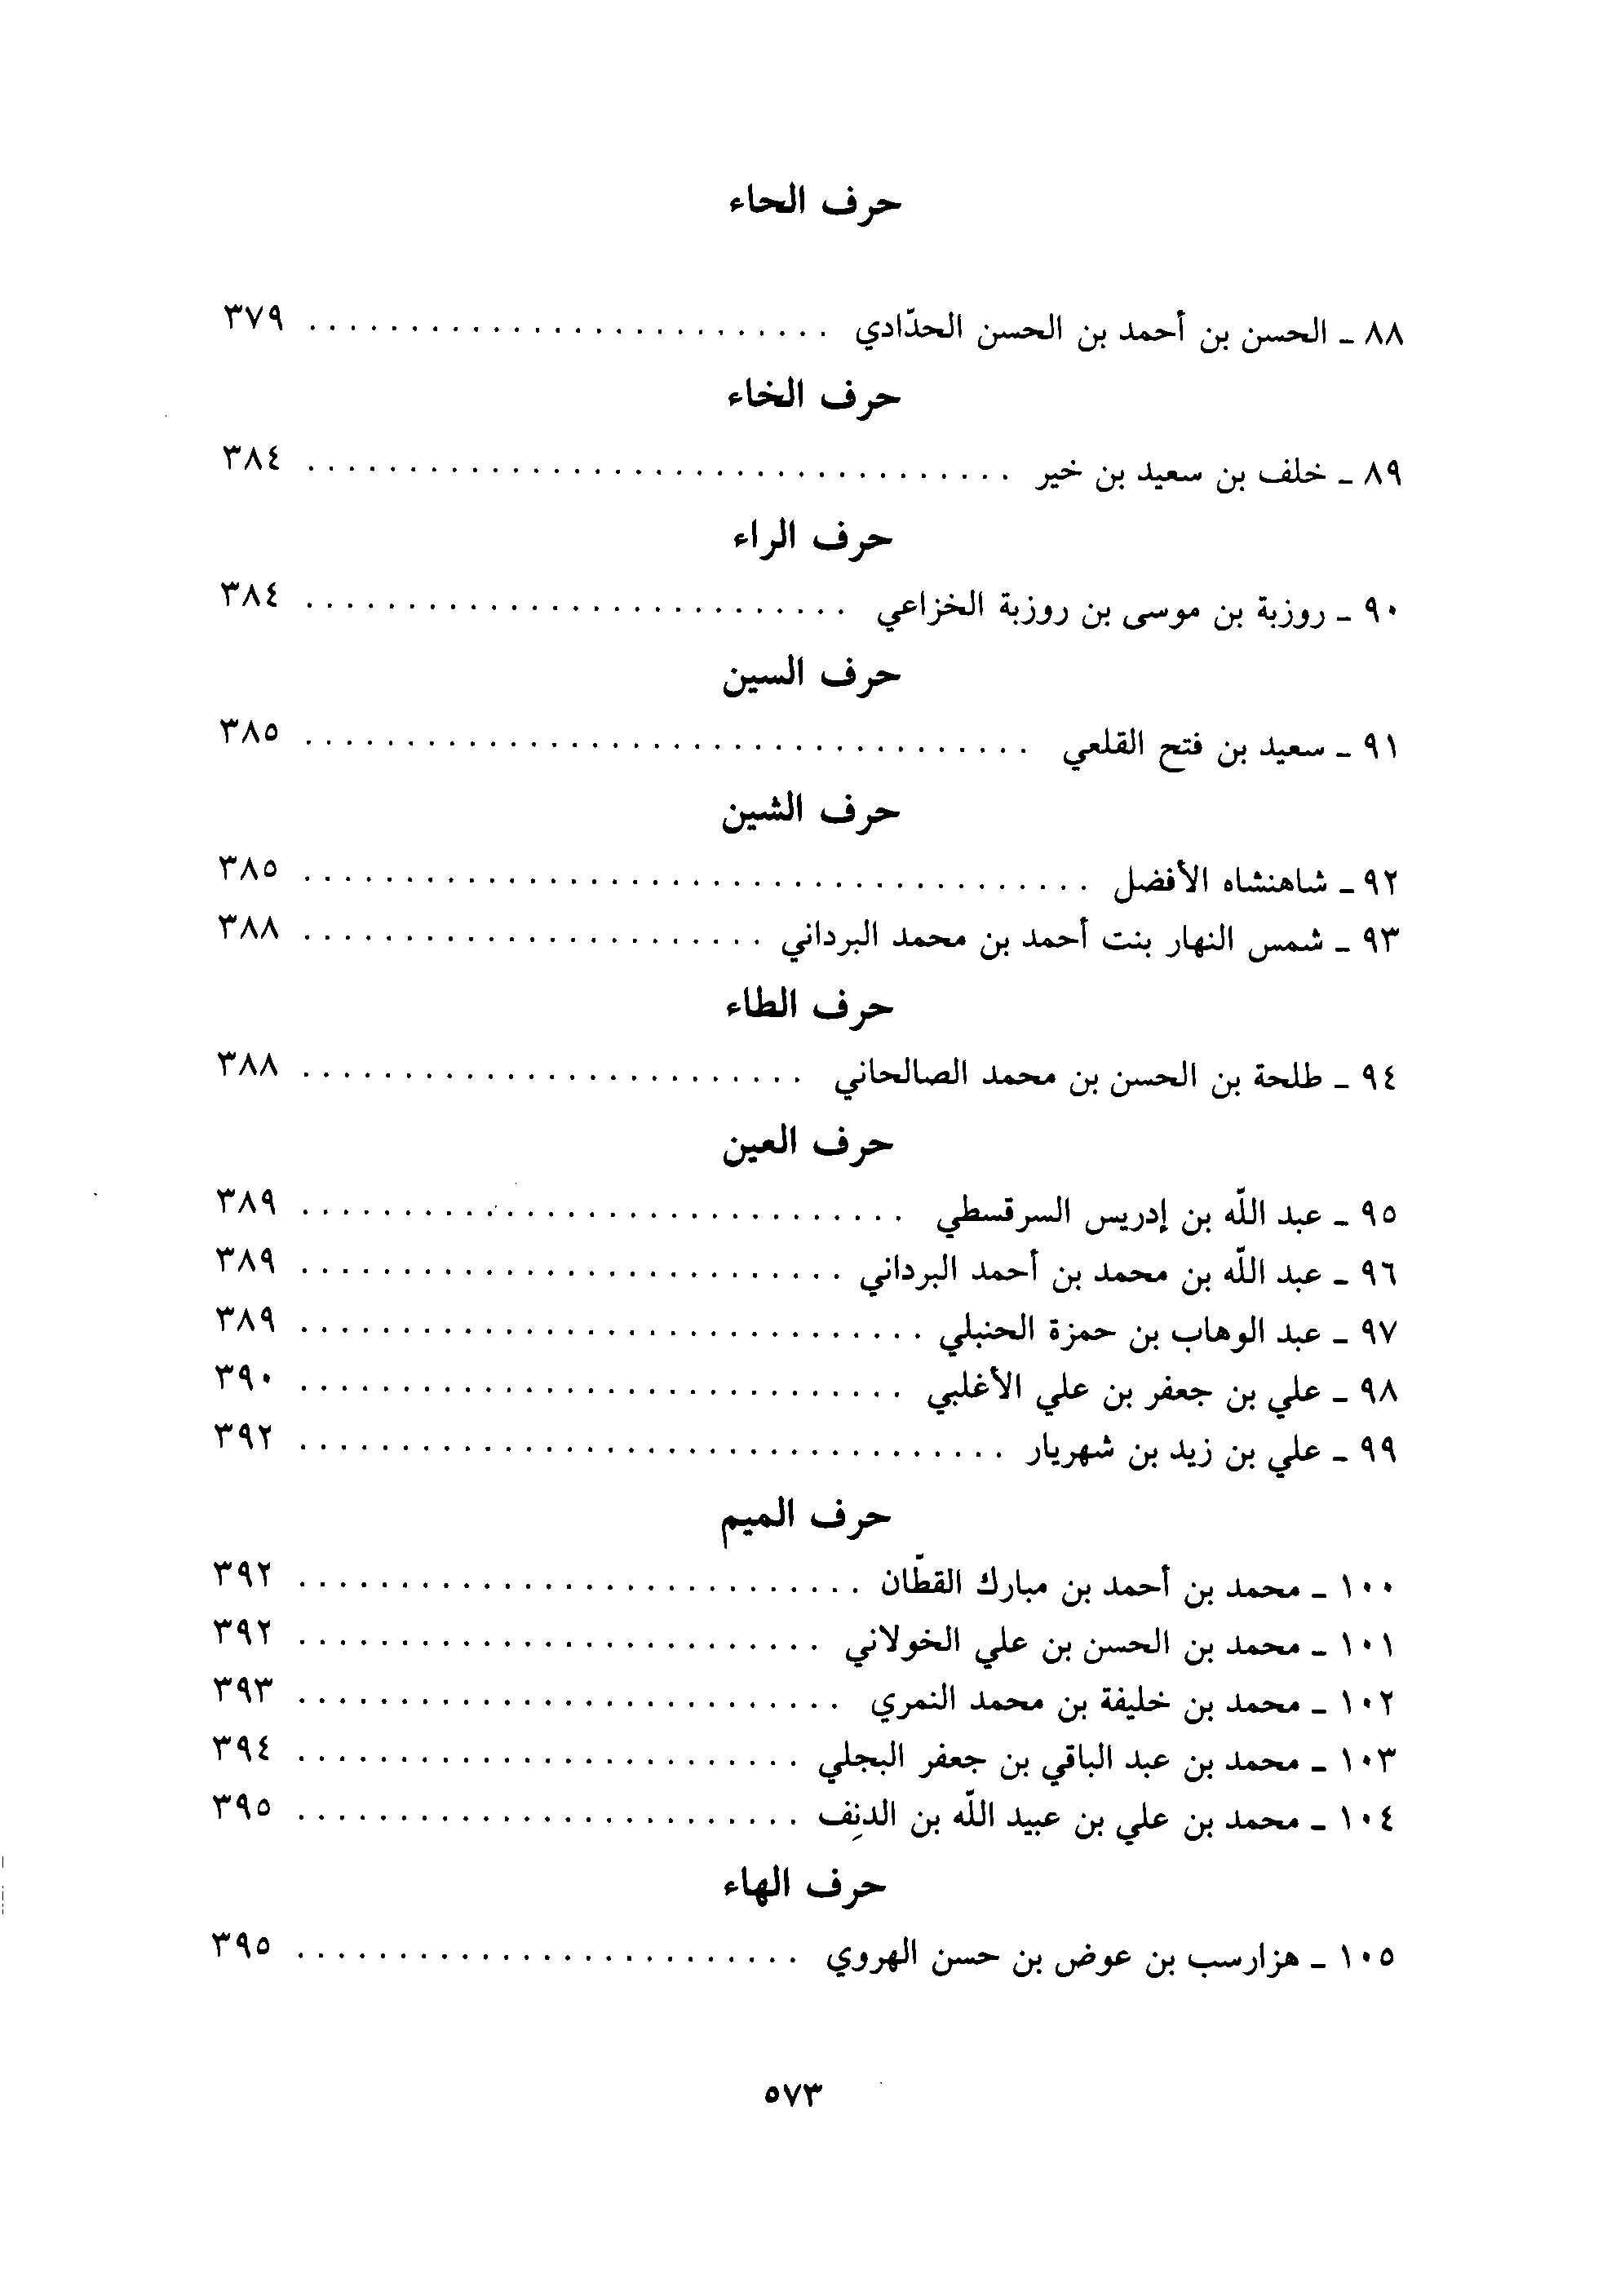 حرف الحاء
٨٨ ـ الحسن بن أحمد بن الحسن الحدّادي . . . . . . . . . . . . . . . . . . . . . . . . . . ٣٧٩
حرف الخاء
٨٩ ـ خلف بن سعيد بن خير . . . . . . . . . . . . . . . . . . . . . . . . . . . . . . . . . . . ٣٨٤
حرف الراء
٩٠ ـ روزبة بن موسى بن روزبة الخزاعي . . . . . . . . . . . . . . . . . . . . . . . . . . . ٣٨٤
حرف السين
٩١ ـ سعيد بن فتح القلعي . . . . . . . . . . . . . . . . . . . . . . . . . . . . . . . . . . . . ٣٨٥
حرف الشين
٩٢ ـ شاهنشاه الأفضل . . . . . . . . . . . . . . . . . . . . . . . . . . . . . . . . . . . . . . . ٣٨٥
٩٣ ـ شمس النهار بنت أحمد بن محمد البرداني . . . . . . . . . . . . . . . . . . . . . . . ٣٨٨
حرف الطاء
٩٤ ـ طلحة بن الحسن بن محمد الصالحاني . . . . . . . . . . . . . . . . . . . . . . . . . ٣٨٨
حرف العين
٩٥ ـ عبد اللّه بن إدريس السرقسطي . . . . . . . . . . . . . . . . . . . . . . . . . . . . . . ٣٨٩
٩٦ ـ عبد اللّه بن محمد بن أحمد البرداني . . . . . . . . . . . . . . . . . . . . . . . . . . . ٣٨٩
٩٧ ـ عبد الوهاب بن حمزة الحنبلي . . . . . . . . . . . . . . . . . . . . . . . . . . . . . . . ٣٨٩
٩٨ ـ علي بن جعفر بن علي الأغلبي . . . . . . . . . . . . . . . . . . . . . . . . . . . . . . ٣٩٠
٩٩ ـ علي بن زيد بن شهريار . . . . . . . . . . . . . . . . . . . . . . . . . . . . . . . . . . . ٣٩٢
حرف الميم
١٠٠ ـ محمد بن أحمد بن مبارك القطّان . . . . . . . . . . . . . . . . . . . . . . . . . . . . ٣٩٢
١٠١ ـ محمد بن الحسن بن علي الخولاني . . . . . . . . . . . . . . . . . . . . . . . . . . ٣٩٢
١٠٢ ـ محمد بن خليفة بن محمد النمري . . . . . . . . . . . . . . . . . . . . . . . . . . . ٣٩٣
١٠٣ ـ محمد بن عبد الباقي بن جعفر البجلي . . . . . . . . . . . . . . . . . . . . . . . . . ٣٩٤
١٠٤ ـ محمد بن علي بن عبيد اللّه بن الدنِف . . . . . . . . . . . . . . . . . . . . . . . . . ٣٩٥
حرف الهاء
١٠٥ ـ هزارسب بن عوض بن حسن الهروي . . . . . . . . . . . . . . . . . . . . . . . . . ٣٩٥
٥٧٣